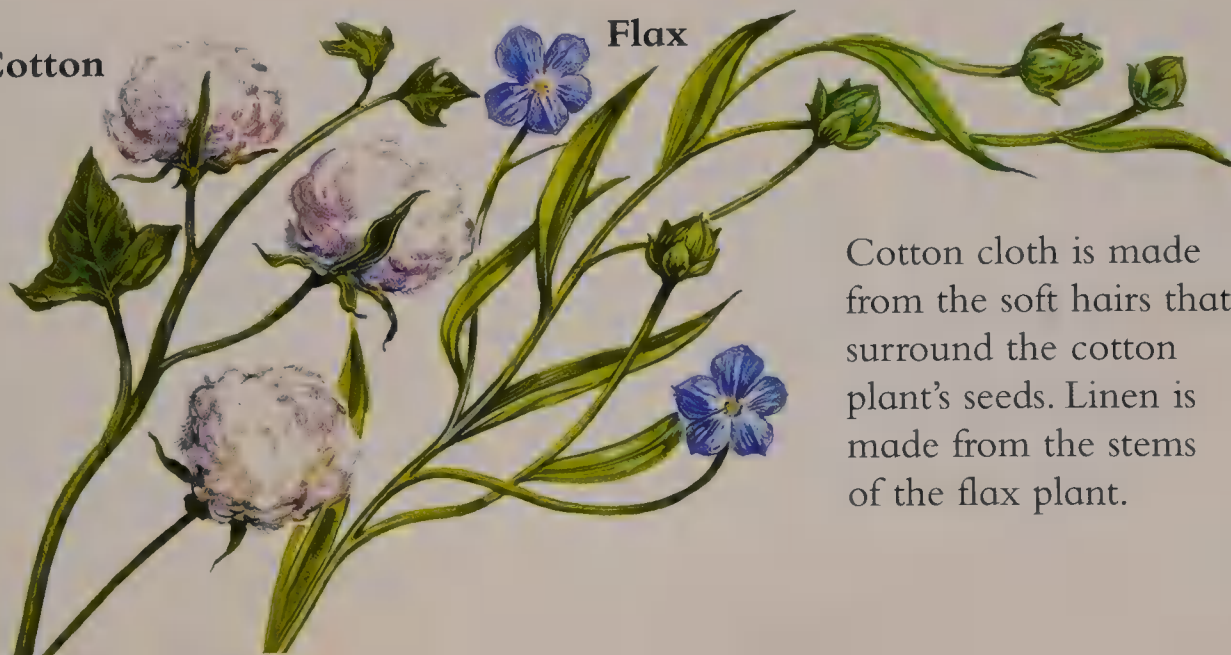 Cotton
Flax
Cotton cloth is made
from the soft hairs that
surround the cotton
plant's seeds. Linen is
made from the stems
of the flax plant.